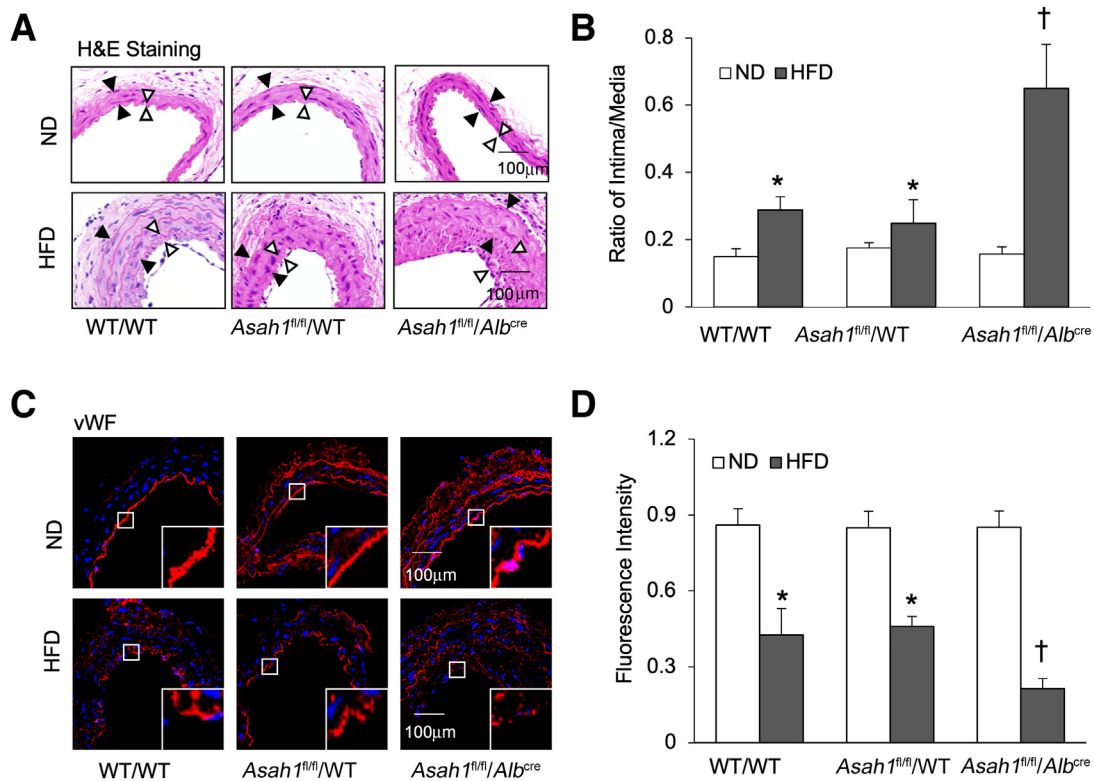 A
H&E Staining
ND
100μm
HFD
100 μm
WT/WT
Asah1fl/fl/WT
Asah1fl/fl/Albcre
B
Ratio of Intima/Media
0.8
0.6
0.4
0.2
0
ND
HFD
*
*
†
WT/WT
Asah1fl/fl/WT
Asah1fl/fl/Albcre
C
vWF
ND
100μm
HFD
100μm
WT/WT
Asah1fl/fl/WT
Asah1fl/fl/Albcre
D
Fluorescence Intensity
1.2
0.9
0.6
0.3
0
ND
HFD
*
*
†
WT/WT
Asah1fl/fl/WT
Asah1fl/fl/Albcre